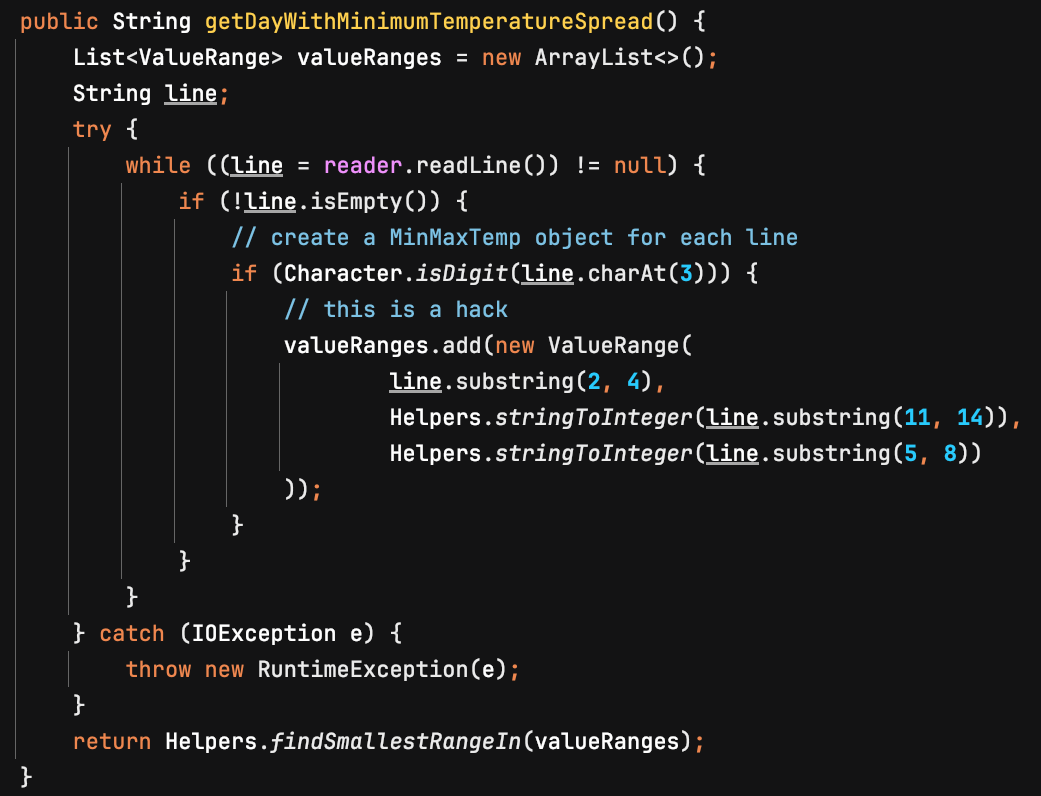 public String getDayWithMinimumTemperatureSpread() {
    List<ValueRange> valueRanges = new ArrayList<>();
    String line;
    try {
        while ((line = reader.readLine()) != null) {
            if (!line.isEmpty()) {
                // create a MinMaxTemp object for each line
                if (Character.isDigit(line.charAt(3))) {
                    // this is a hack
                    valueRanges.add(new ValueRange(
                            line.substring(2, 4),
                            Helpers.stringToInteger(line.substring(11, 14)),
                            Helpers.stringToInteger(line.substring(5, 8))
                    ));
                }
            }
        }
    } catch (IOException e) {
        throw new RuntimeException(e);
    }
    return Helpers.findSmallestRangeIn(valueRanges);
}